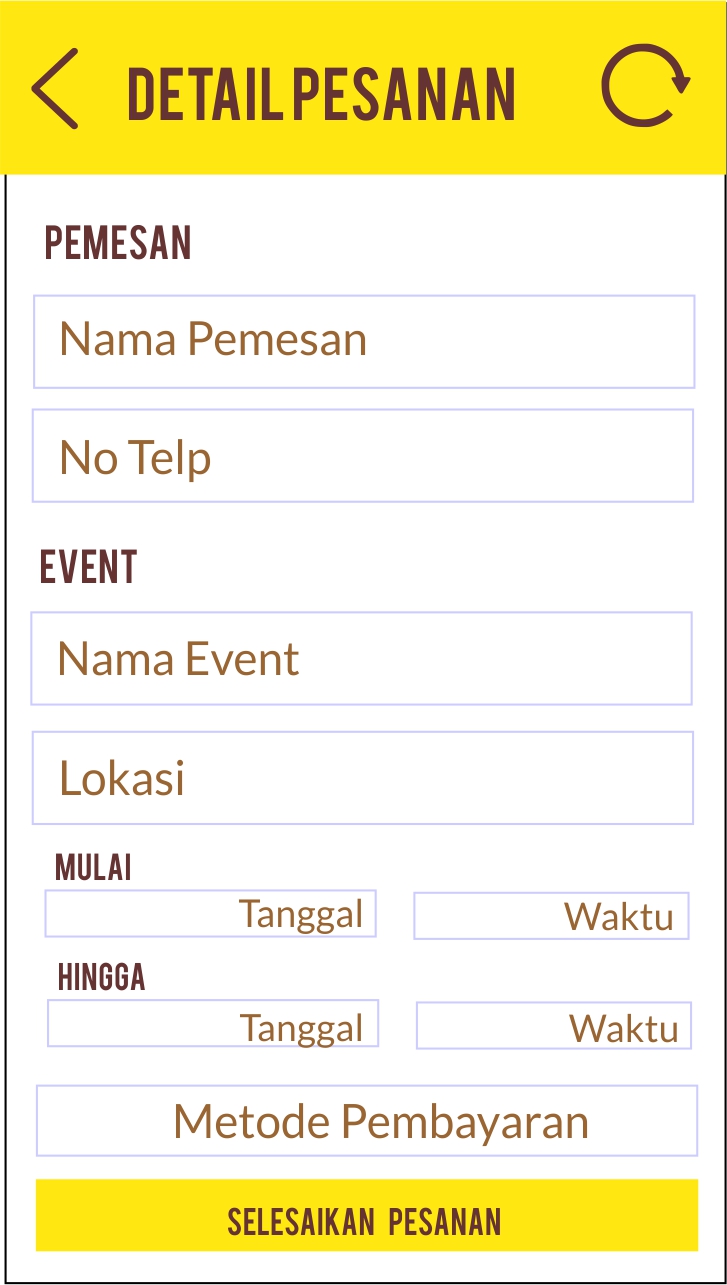 DETAIL PESANAN
PEMESAN
Nama Pemesan
No Telp
EVENT
Nama Event
Lokasi
MULAI
Tanggal Waktu
HINGGA
Tanggal Waktu
Metode Pembayaran
SELESAIKAN PESANAN